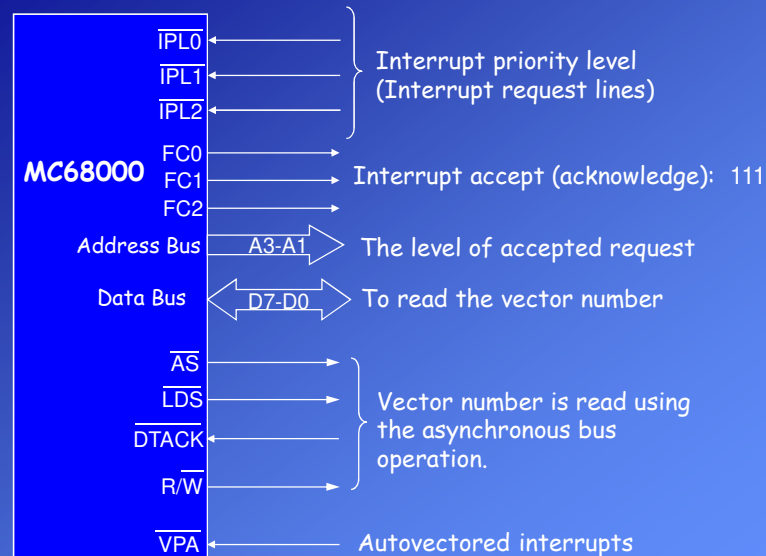 IPL0
IPL1
IPL2
Interrupt priority level
(Interrupt request lines)
MC68000
FC0
FC1
FC2
Interrupt accept (acknowledge): 111
Address Bus
A3-A1
The level of accepted request
Data Bus
D7-D0
To read the vector number
AS
LDS
DTACK
R/W
Vector number is read using
the asynchronous bus
operation.
VPA
Autovectored interrupts